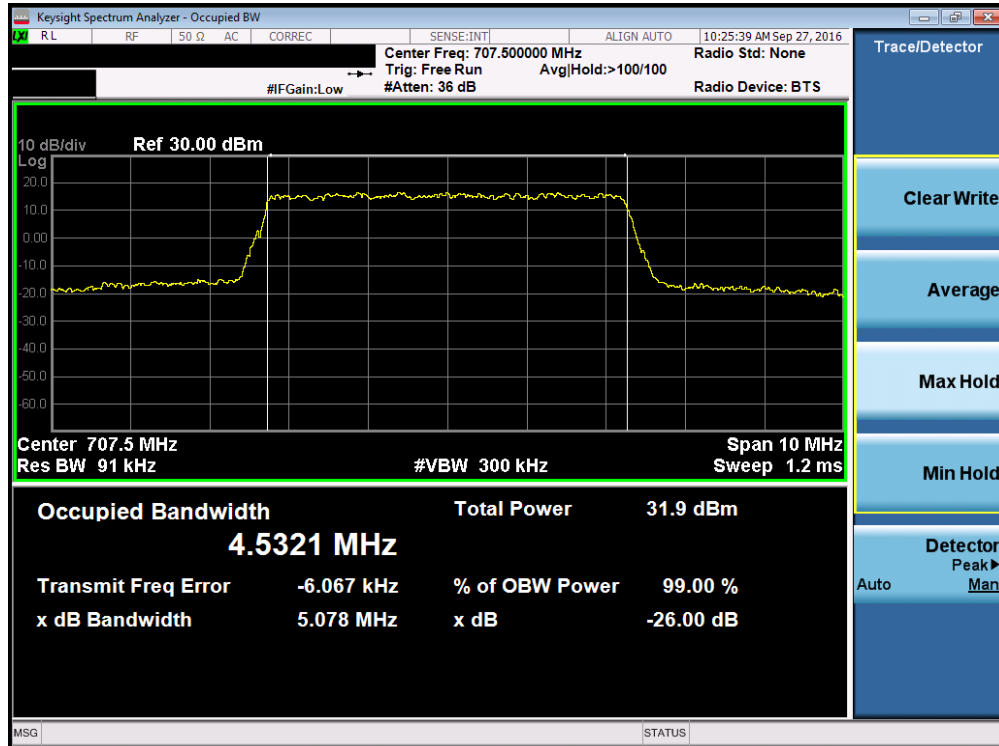 Keysight Spectrum Analyzer - Occupied BW
LXI RL RF 50 Ω AC CORREC SENSE:INT ALIGN AUTO 10:25:39 AM Sep 27, 2016
Center Freq: 707.500000 MHz Radio Std: None
Trig: Free Run Avg|Hold:>100/100
#IFGain:Low #Atten: 36 dB Radio Device: BTS
10 dB/div Ref 30.00 dBm
Log
20.0
10.0
0.00
-10.0
-20.0
-30.0
-40.0
-50.0
-60.0
Center 707.5 MHz Span 10 MHz
Res BW 91 kHz #VBW 300 kHz Sweep 1.2 ms
Occupied Bandwidth Total Power 31.9 dBm
4.5321 MHz
Transmit Freq Error -6.067 kHz % of OBW Power 99.00 %
x dB Bandwidth 5.078 MHz x dB -26.00 dB
MSG STATUS
Trace/Detector
Clear Write
Average
Max Hold
Min Hold
Detector
Peak▶
Auto Man